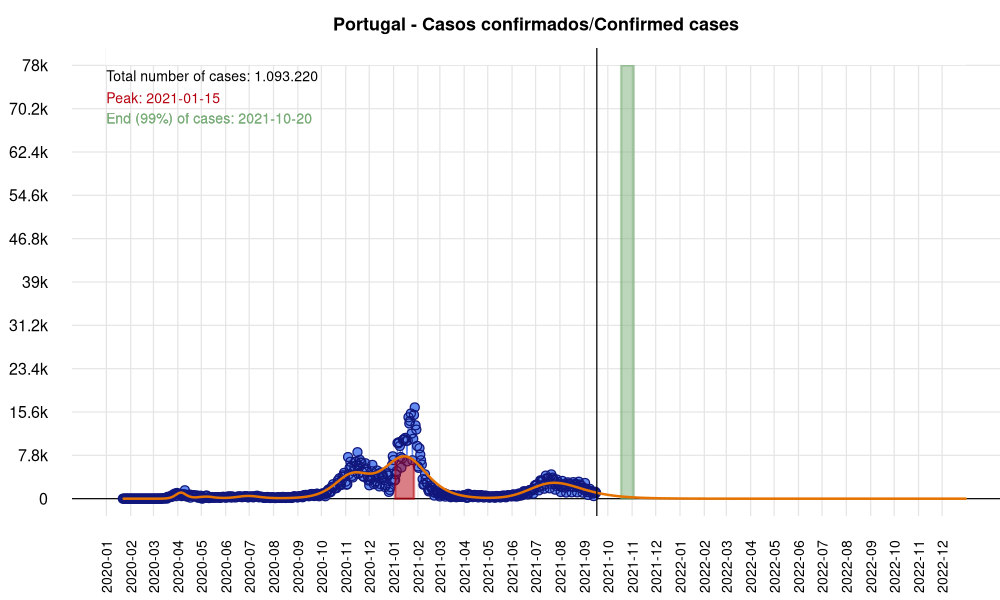 Portugal - Casos confirmados/Confirmed cases
Total number of cases: 1.093.220
Peak: 2021-01-15
End (99%) of cases: 2021-10-20
78k
70.2k
62.4k
54.6k
46.8k
39k
31.2k
23.4k
15.6k
7.8k
0
2020-01
2020-02
2020-03
2020-04
2020-05
2020-06
2020-07
2020-08
2020-09
2020-10
2020-11
2020-12
2021-01
2021-02
2021-03
2021-04
2021-05
2021-06
2021-07
2021-08
2021-09
2021-10
2021-11
2021-12
2022-01
2022-02
2022-03
2022-04
2022-05
2022-06
2022-07
2022-08
2022-09
2022-10
2022-11
2022-12